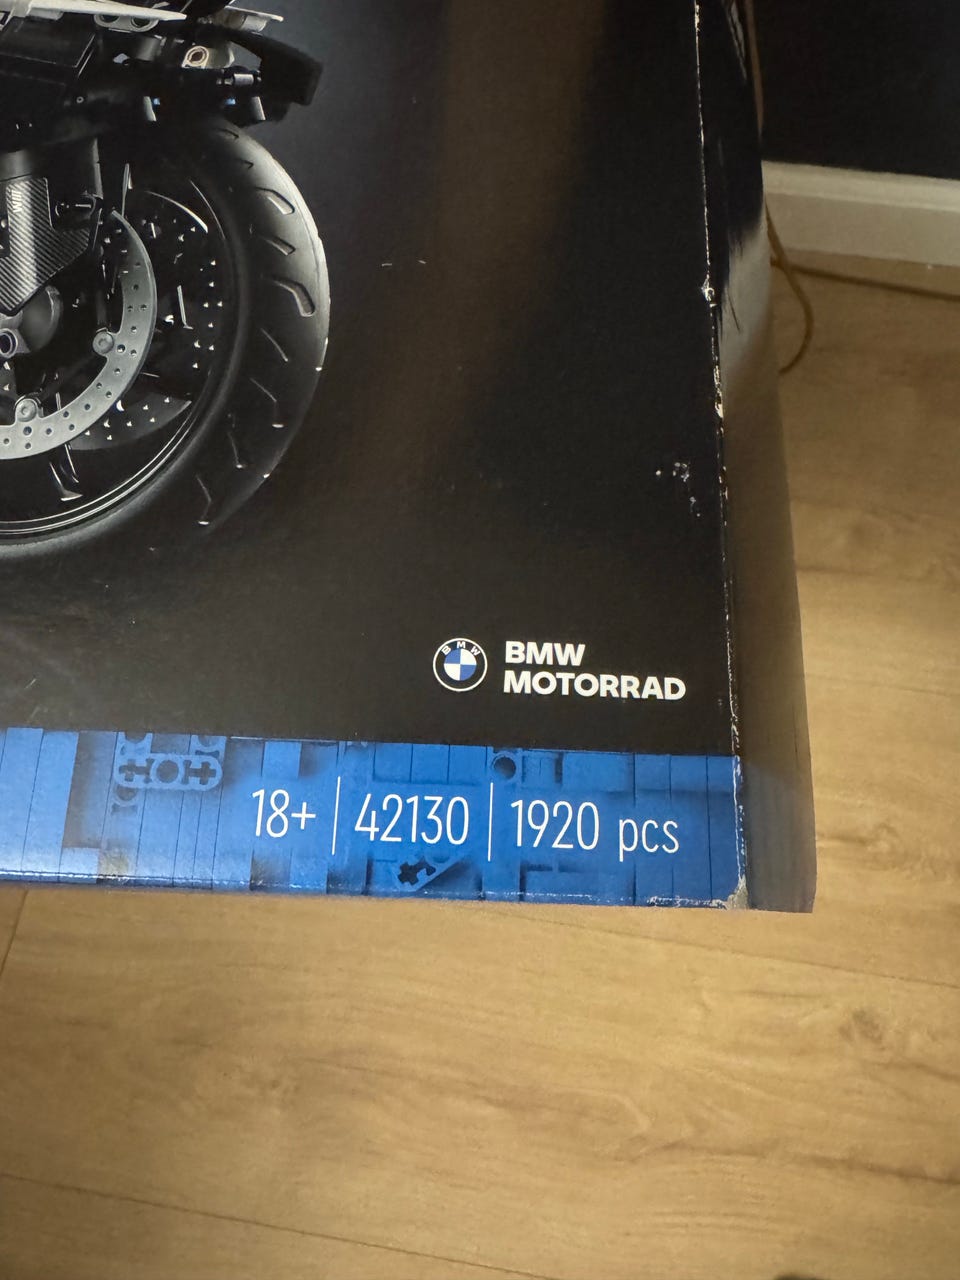 BMW
BMW
MOTORRAD
18+ | 42130 | 1920 pcs